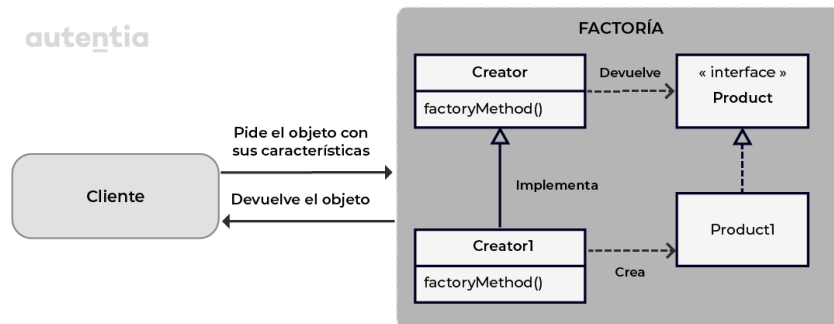 autentia
FACTORÍA
Creator
factoryMethod()
Devuelve
« interface »
Product
Pide el objeto con
sus características
Cliente
Devuelve el objeto
Implementa
Product1
Creator1
factoryMethod()
Crea